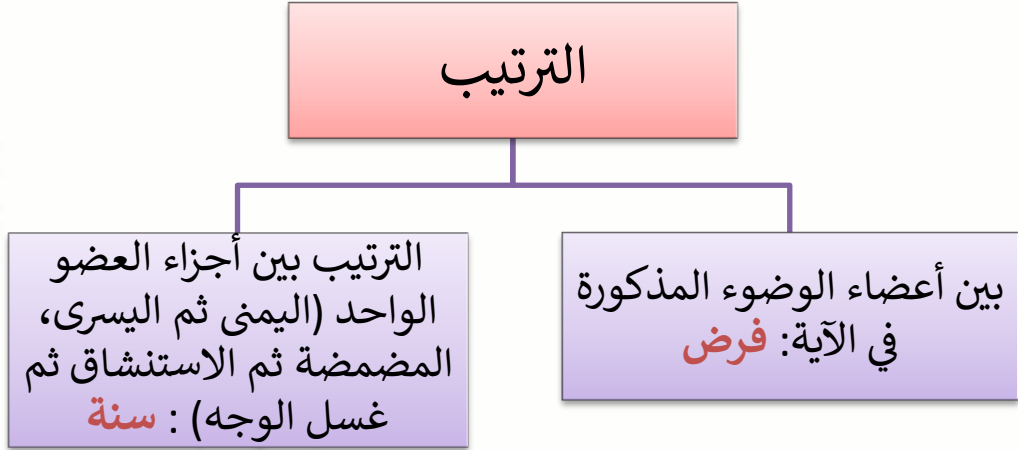 الترتيب
بين أعضاء الوضوء المذكورة
في الآية: فرض
الترتيب بين أجزاء العضو
الواحد (اليمنى ثم اليسرى،
المضمضة ثم الاستنشاق ثم
غسل الوجه) : سنة